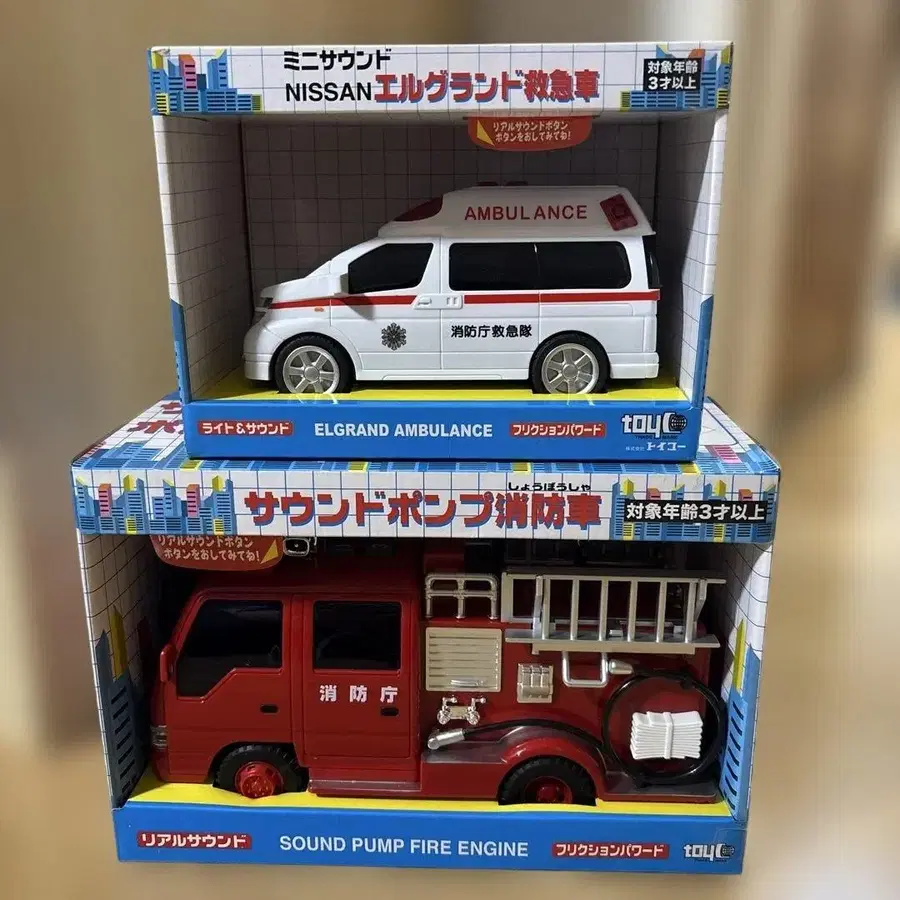 ミニサウンド
NISSANエルグランド救急車
対象年齢
3才以上
リアルサウンドボタン
ボタンをおしてみてね!
AMBULANCE
消防庁救急隊
ライト&サウンド
ELGRAND AMBULANCE
フリクションパワード
toyCo
株式会社トイコー
しょうぼうしゃ
サウンドポンプ消防車
対象年齢3才以上
リアルサウンドボタン
ボタンをおしてみてね!
消防庁
リアルサウンド
SOUND PUMP FIRE ENGINE
フリクションパワード
toyCo